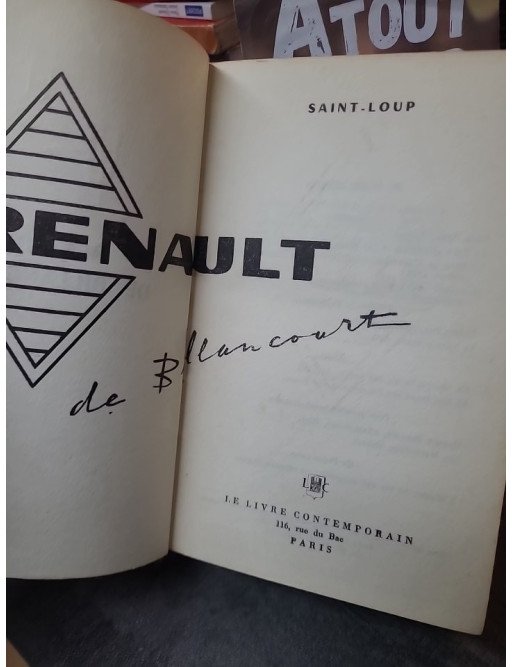 ATOUT
SAINT-LOUP
RENAULT
de Billancourt
L C
LE LIVRE CONTEMPORAIN
116, rue du Bac
PARIS